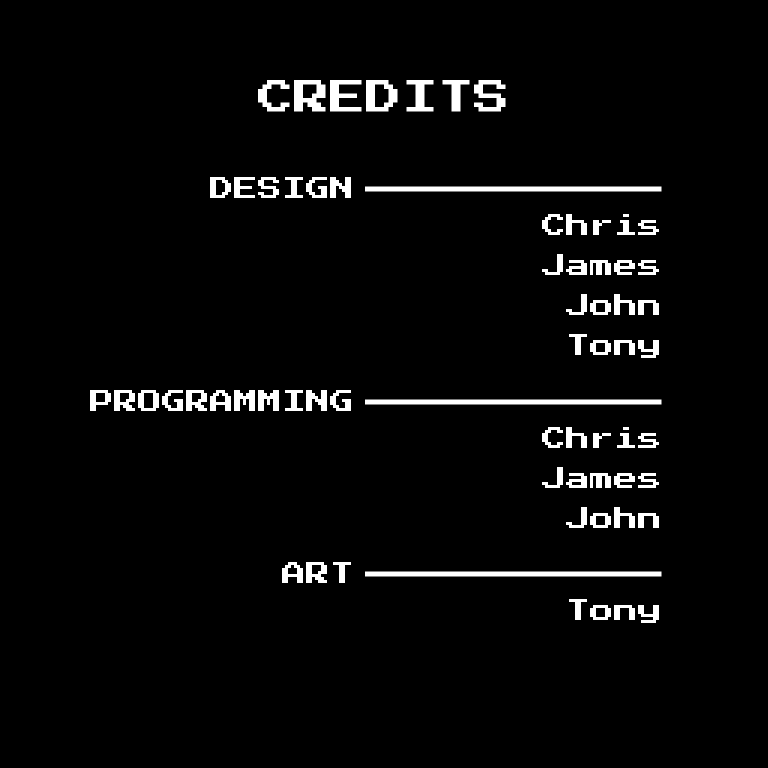 CREDITS
DESIGN
Chris
James
John
Tony
PROGRAMMING
Chris
James
John
ART
Tony